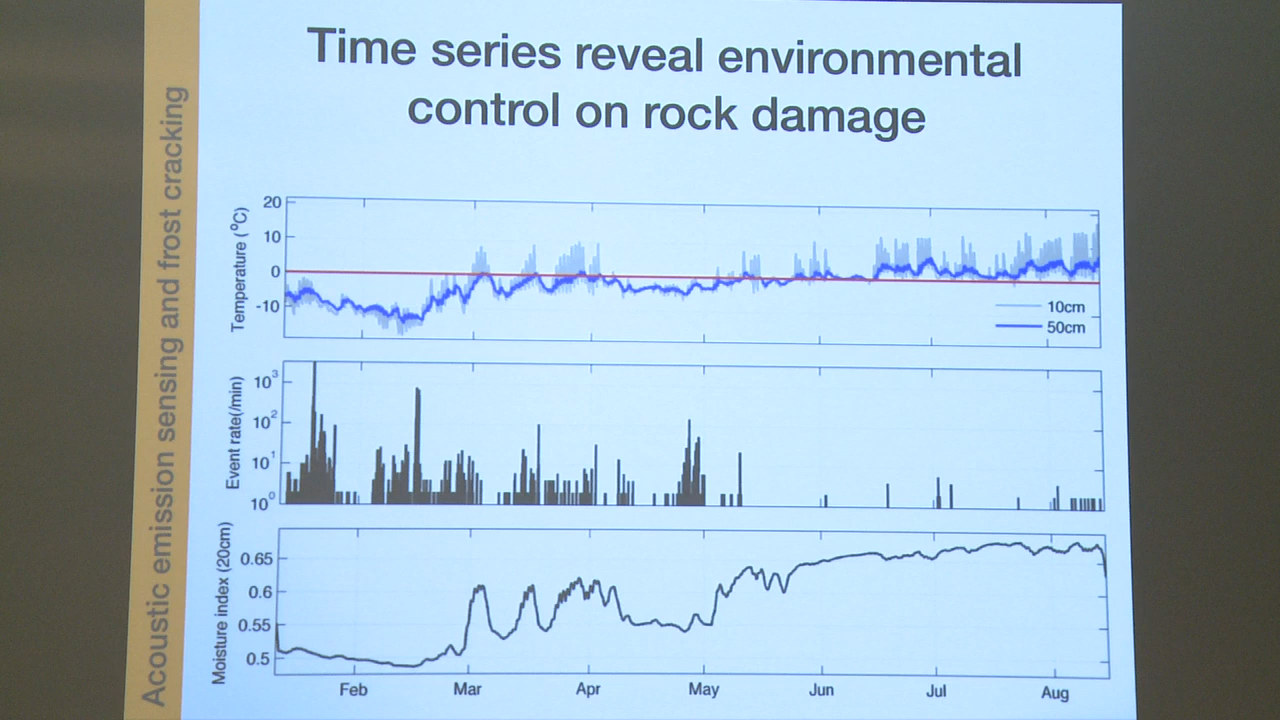 Time series reveal environmental
control on rock damage
Acoustic emission sensing and frost cracking
Temperature (°C)
20
10
0
-10
10cm
50cm
Event rate(/min)
10³
10²
10¹
10⁰
Moisture index (20cm)
0.65
0.6
0.55
0.5
Feb Mar Apr May Jun Jul Aug